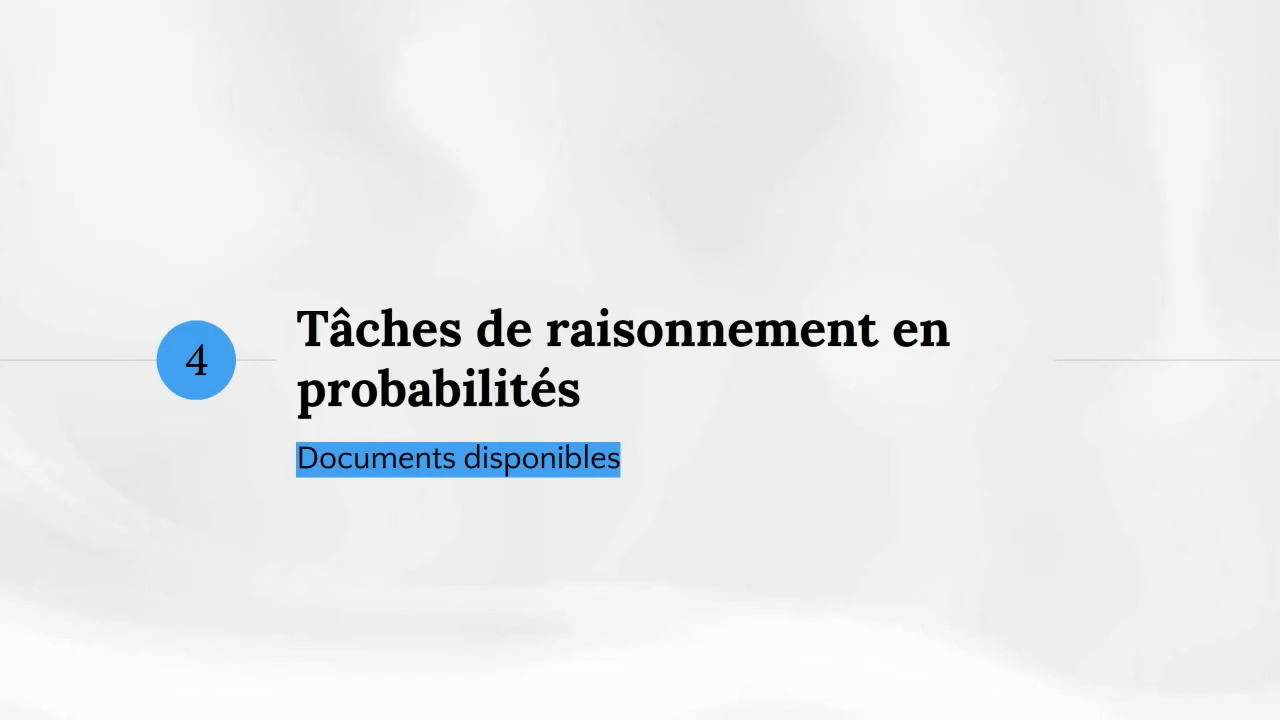 4
Tâches de raisonnement en
probabilités
Documents disponibles